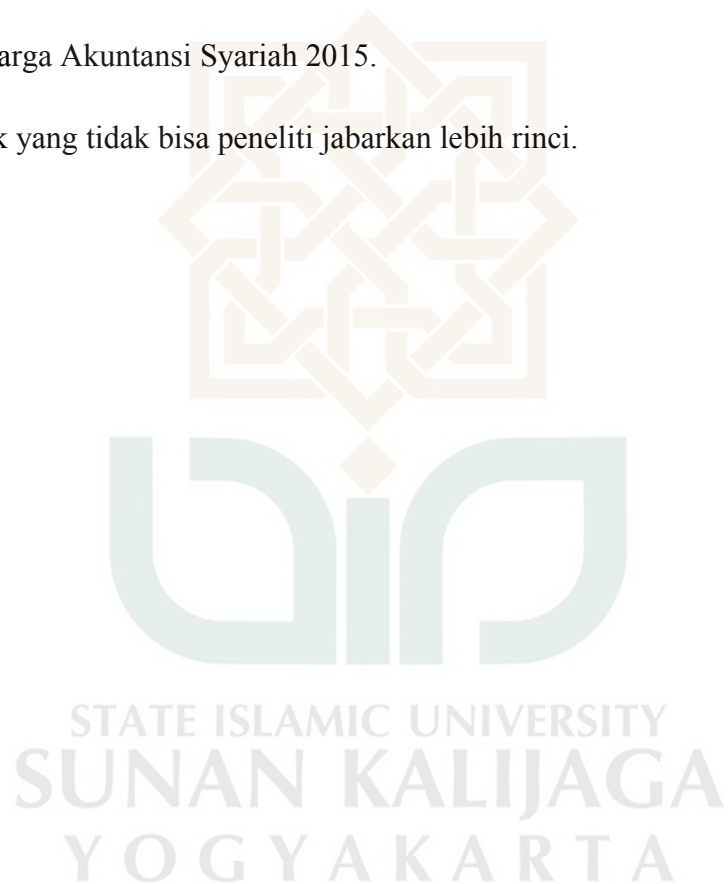 arga Akuntansi Syariah 2015.
k yang tidak bisa peneliti jabarkan lebih rinci.
STATE ISLAMIC UNIVERSITY
SUNAN KALIJAGA
YOGYAKARTA